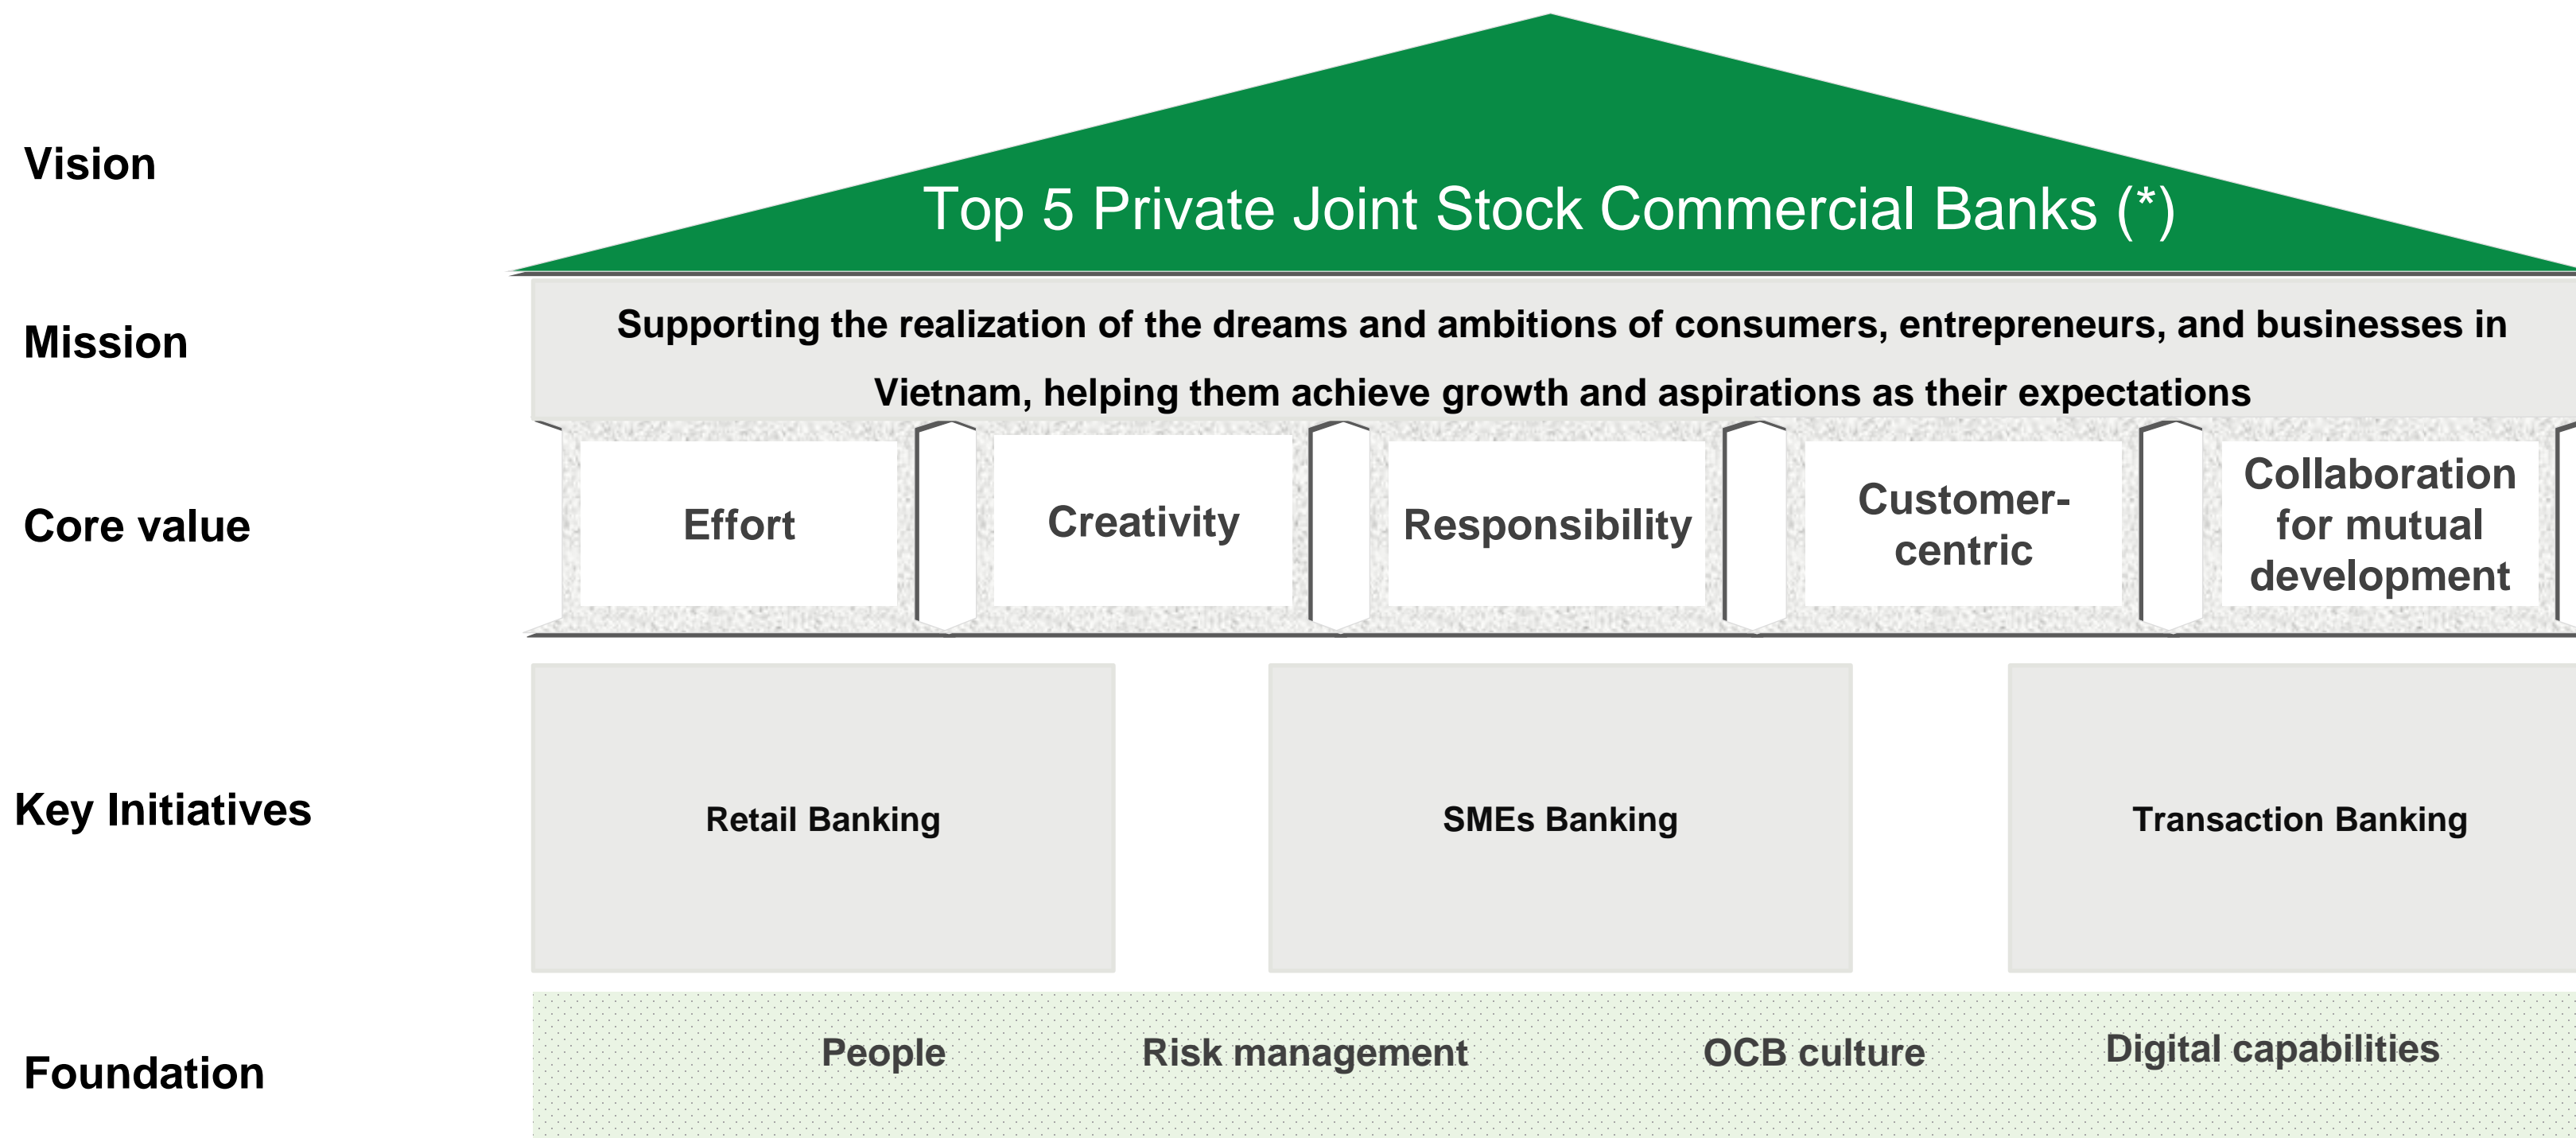 Vision
Top 5 Private Joint Stock Commercial Banks (*)
Mission
Supporting the realization of the dreams and ambitions of consumers, entrepreneurs, and businesses in
Vietnam, helping them achieve growth and aspirations as their expectations
Core value
Effort
Creativity
Responsibility
Customer-
centric
Collaboration
for mutual
development
Key Initiatives
Retail Banking
SMEs Banking
Transaction Banking
Foundation
People
Risk management
OCB culture
Digital capabilities